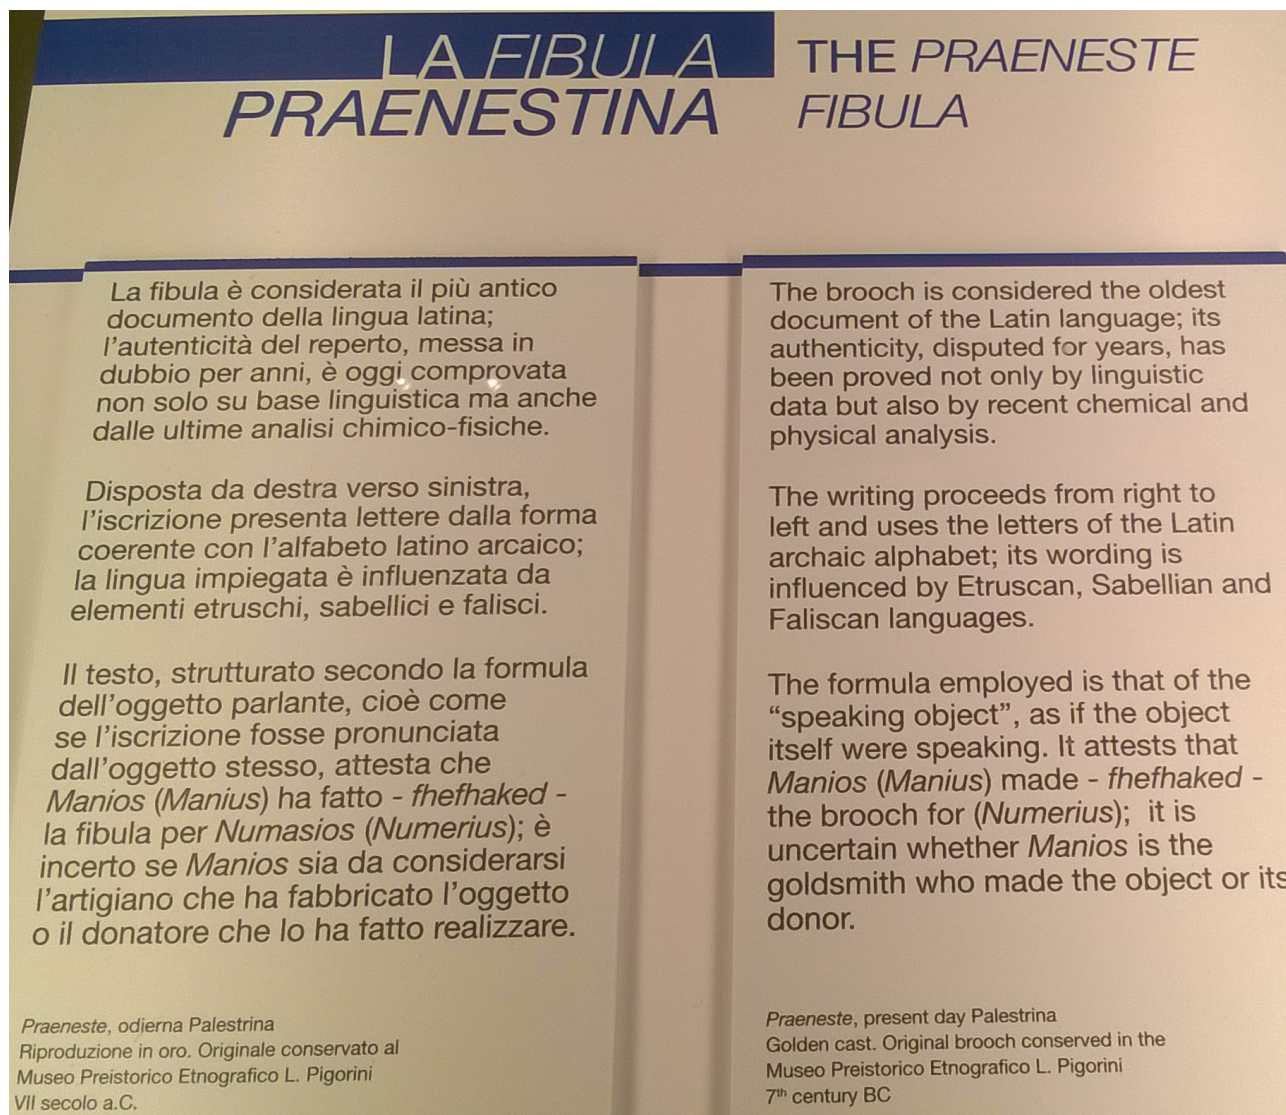 LA FIBULA
PRAENESTINA
THE PRAENESTE
FIBULA
La fibula è considerata il più antico
documento della lingua latina;
l'autenticità del reperto, messa in
dubbio per anni, è oggi comprovata
non solo su base linguistica ma anche
dalle ultime analisi chimico-fisiche.
Disposta da destra verso sinistra,
l'iscrizione presenta lettere dalla forma
coerente con l'alfabeto latino arcaico;
la lingua impiegata è influenzata da
elementi etruschi, sabellici e falisci.
Il testo, strutturato secondo la formula
dell'oggetto parlante, cioè come
se l'iscrizione fosse pronunciata
dall'oggetto stesso, attesta che
Manios (Manius) ha fatto - fhefhaked -
la fibula per Numasios (Numerius); è
incerto se Manios sia da considerarsi
l'artigiano che ha fabbricato l'oggetto
o il donatore che lo ha fatto realizzare.
Praeneste, odierna Palestrina
Riproduzione in oro. Originale conservato al
Museo Preistorico Etnografico L. Pigorini
VII secolo a.C.
The brooch is considered the oldest
document of the Latin language; its
authenticity, disputed for years, has
been proved not only by linguistic
data but also by recent chemical and
physical analysis.
The writing proceeds from right to
left and uses the letters of the Latin
archaic alphabet; its wording is
influenced by Etruscan, Sabellian and
Faliscan languages.
The formula employed is that of the
“speaking object”, as if the object
itself were speaking. It attests that
Manios (Manius) made - fhefhaked -
the brooch for (Numerius); it is
uncertain whether Manios is the
goldsmith who made the object or its
donor.
Praeneste, present day Palestrina
Golden cast. Original brooch conserved in the
Museo Preistorico Etnografico L. Pigorini
7th century BC